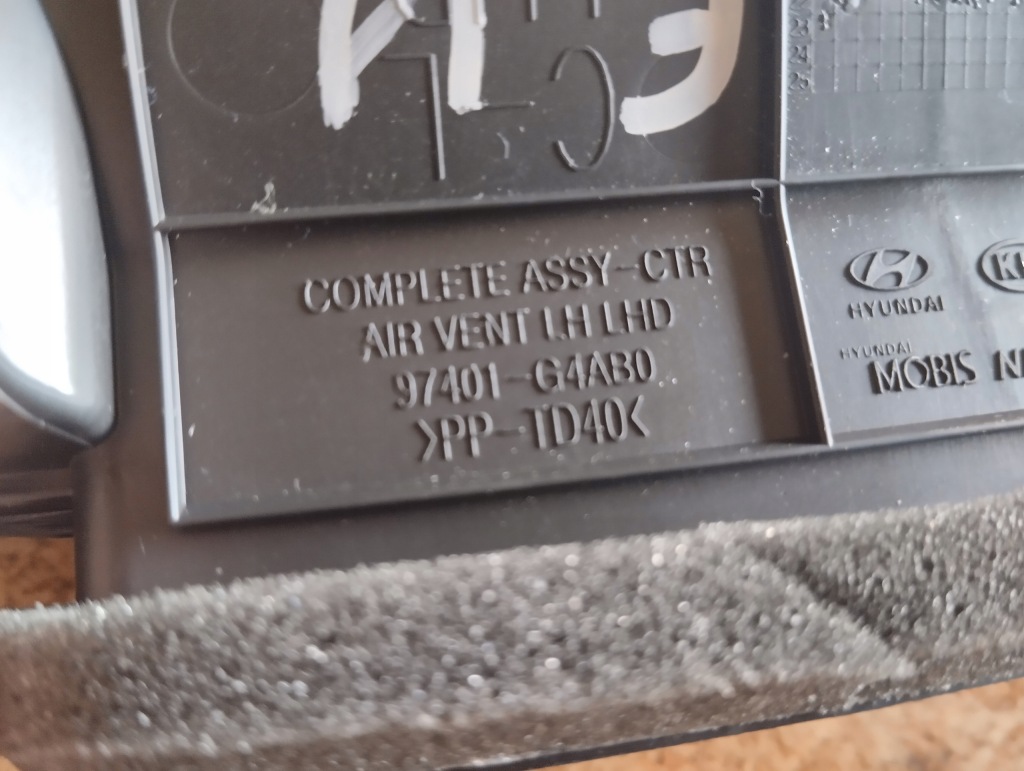 COMPLETE ASSY-CTR
AIR VENT LH LHD
97401-G4AB0
>PP-TD40<
HYUNDAI
HYUNDAI
MOBIS